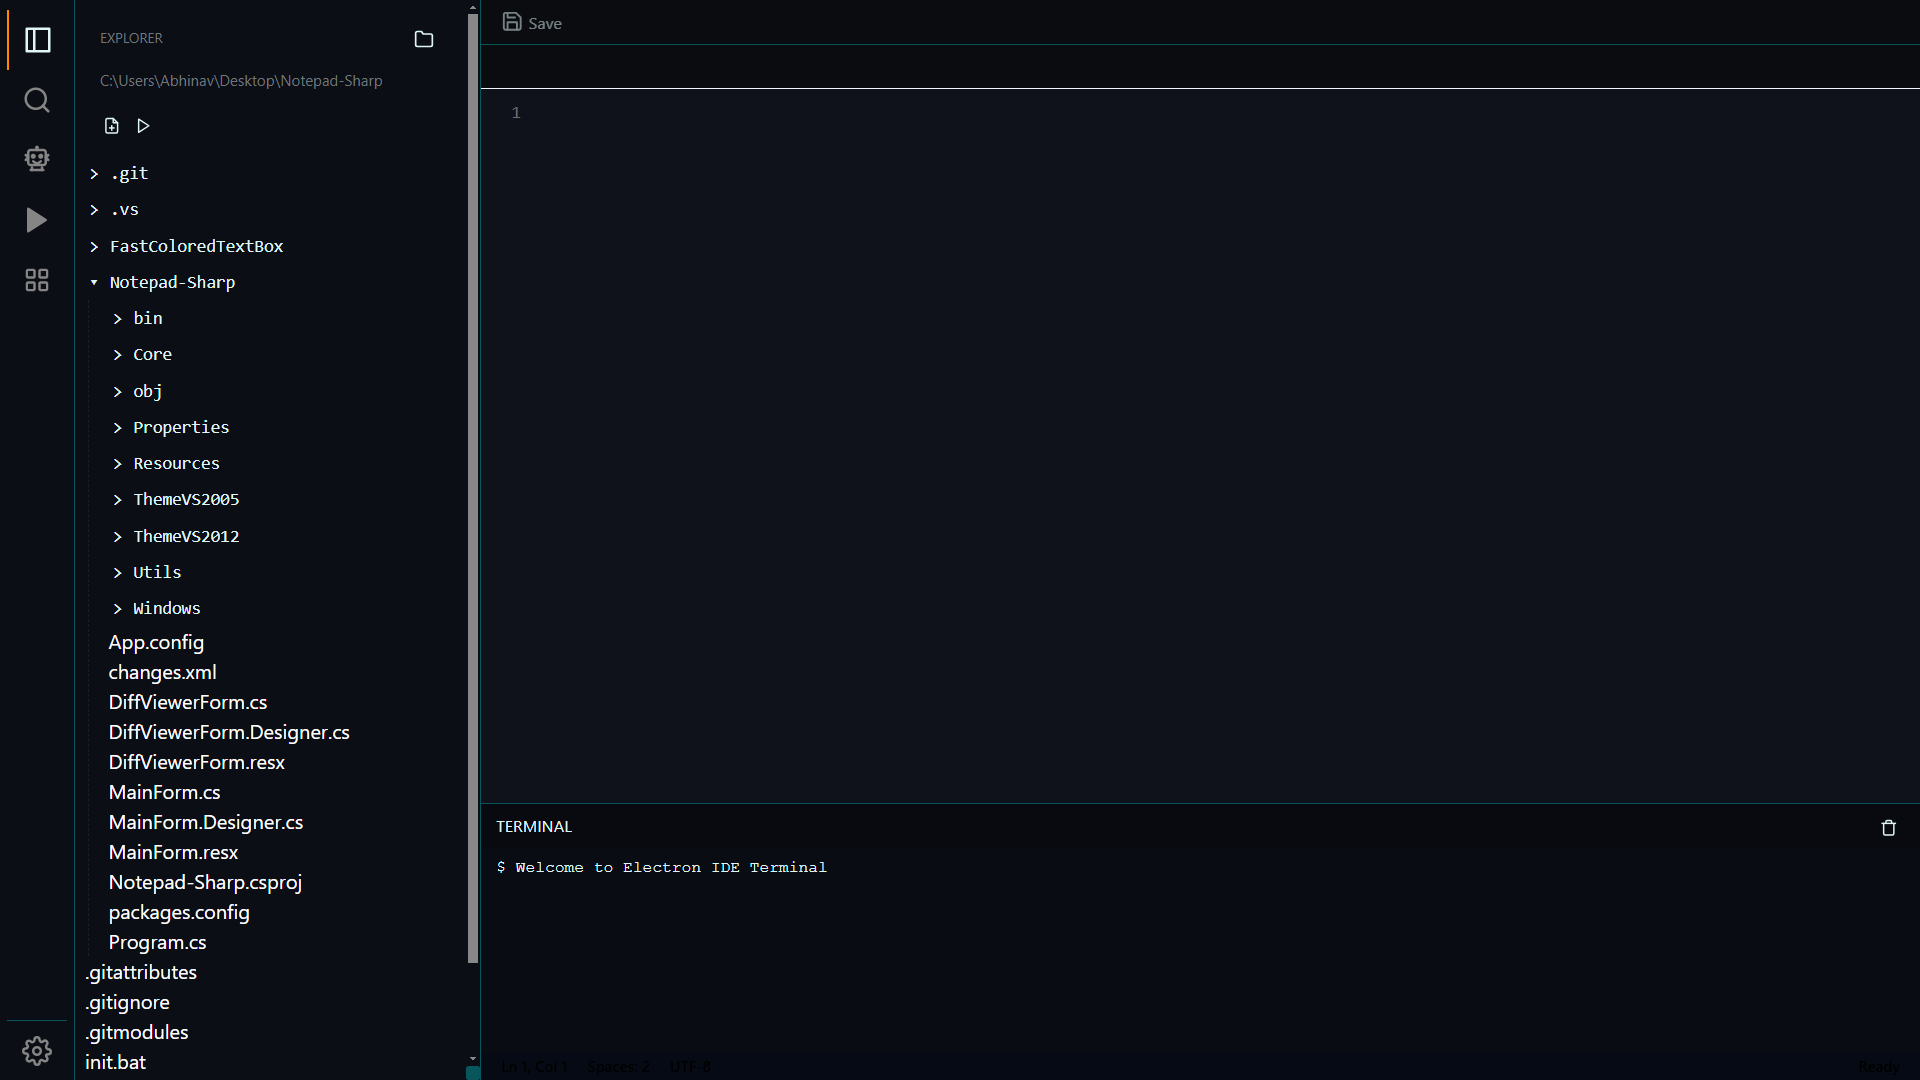 EXPLORER
C:\Users\Abhinav\Desktop\Notepad-Sharp
.git
.vs
FastColoredTextBox
Notepad-Sharp
bin
Core
obj
Properties
Resources
ThemeVS2005
ThemeVS2012
Utils
Windows
App.config
changes.xml
DiffViewerForm.cs
DiffViewerForm.Designer.cs
DiffViewerForm.resx
MainForm.cs
MainForm.Designer.cs
MainForm.resx
Notepad-Sharp.csproj
packages.config
Program.cs
.gitattributes
.gitignore
.gitmodules
init.bat
Save
1
TERMINAL
$ Welcome to Electron IDE Terminal
Ln 1, Col 1 Spaces: 2 UTF-8 Ready